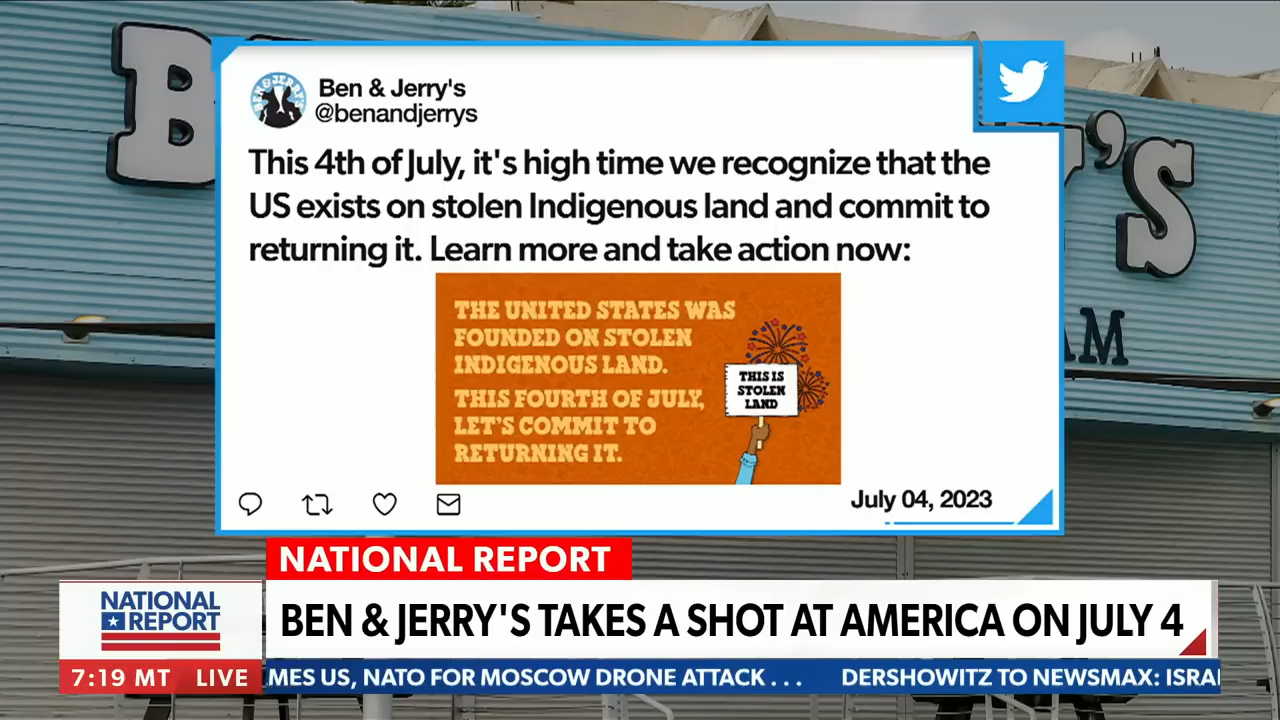 B
Y'S
AM
Ben & Jerry's
@benandjerrys
This 4th of July, it's high time we recognize that the
US exists on stolen Indigenous land and commit to
returning it. Learn more and take action now:
THE UNITED STATES WAS
FOUNDED ON STOLEN
INDIGENOUS LAND.
THIS FOURTH OF JULY,
LET'S COMMIT TO
RETURNING IT.
THIS IS
STOLEN
LAND
July 04, 2023
NATIONAL REPORT
NATIONAL
REPORT
BEN & JERRY'S TAKES A SHOT AT AMERICA ON JULY 4
7:19 MT LIVE
MES US, NATO FOR MOSCOW DRONE ATTACK . . . DERSHOWITZ TO NEWSMAX: ISRA